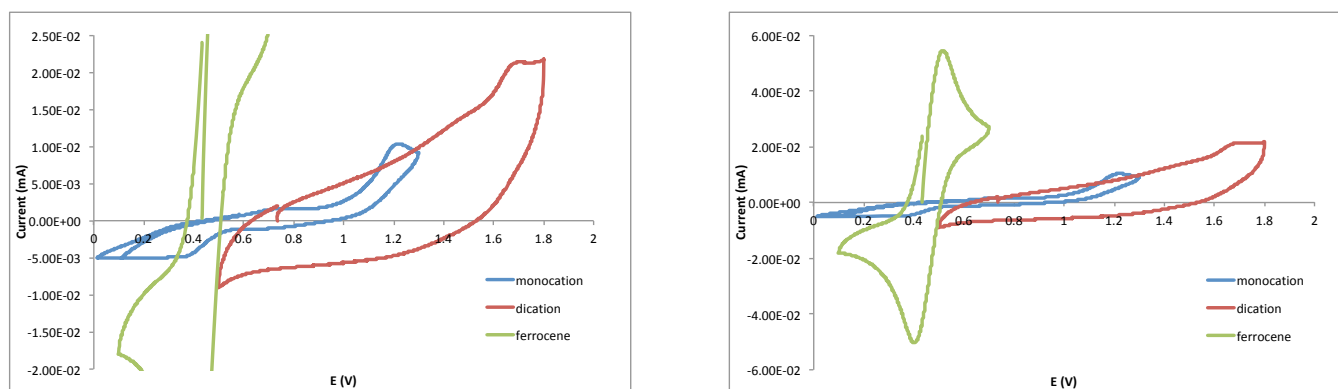 2.50E-02
2.00E-02
1.50E-02
1.00E-02
5.00E-03
0.00E+00
-5.00E-03
-1.00E-02
-1.50E-02
-2.00E-02
Current (mA)
0 0.2 0.4 0.6 0.8 1 1.2 1.4 1.6 1.8 2
monocation
dication
ferrocene
E (V)
6.00E-02
4.00E-02
2.00E-02
0.00E+00
-2.00E-02
-4.00E-02
-6.00E-02
Current (mA)
0 0.2 0.4 0.6 0.8 1 1.2 1.4 1.6 1.8 2
monocation
dication
ferrocene
E (V)